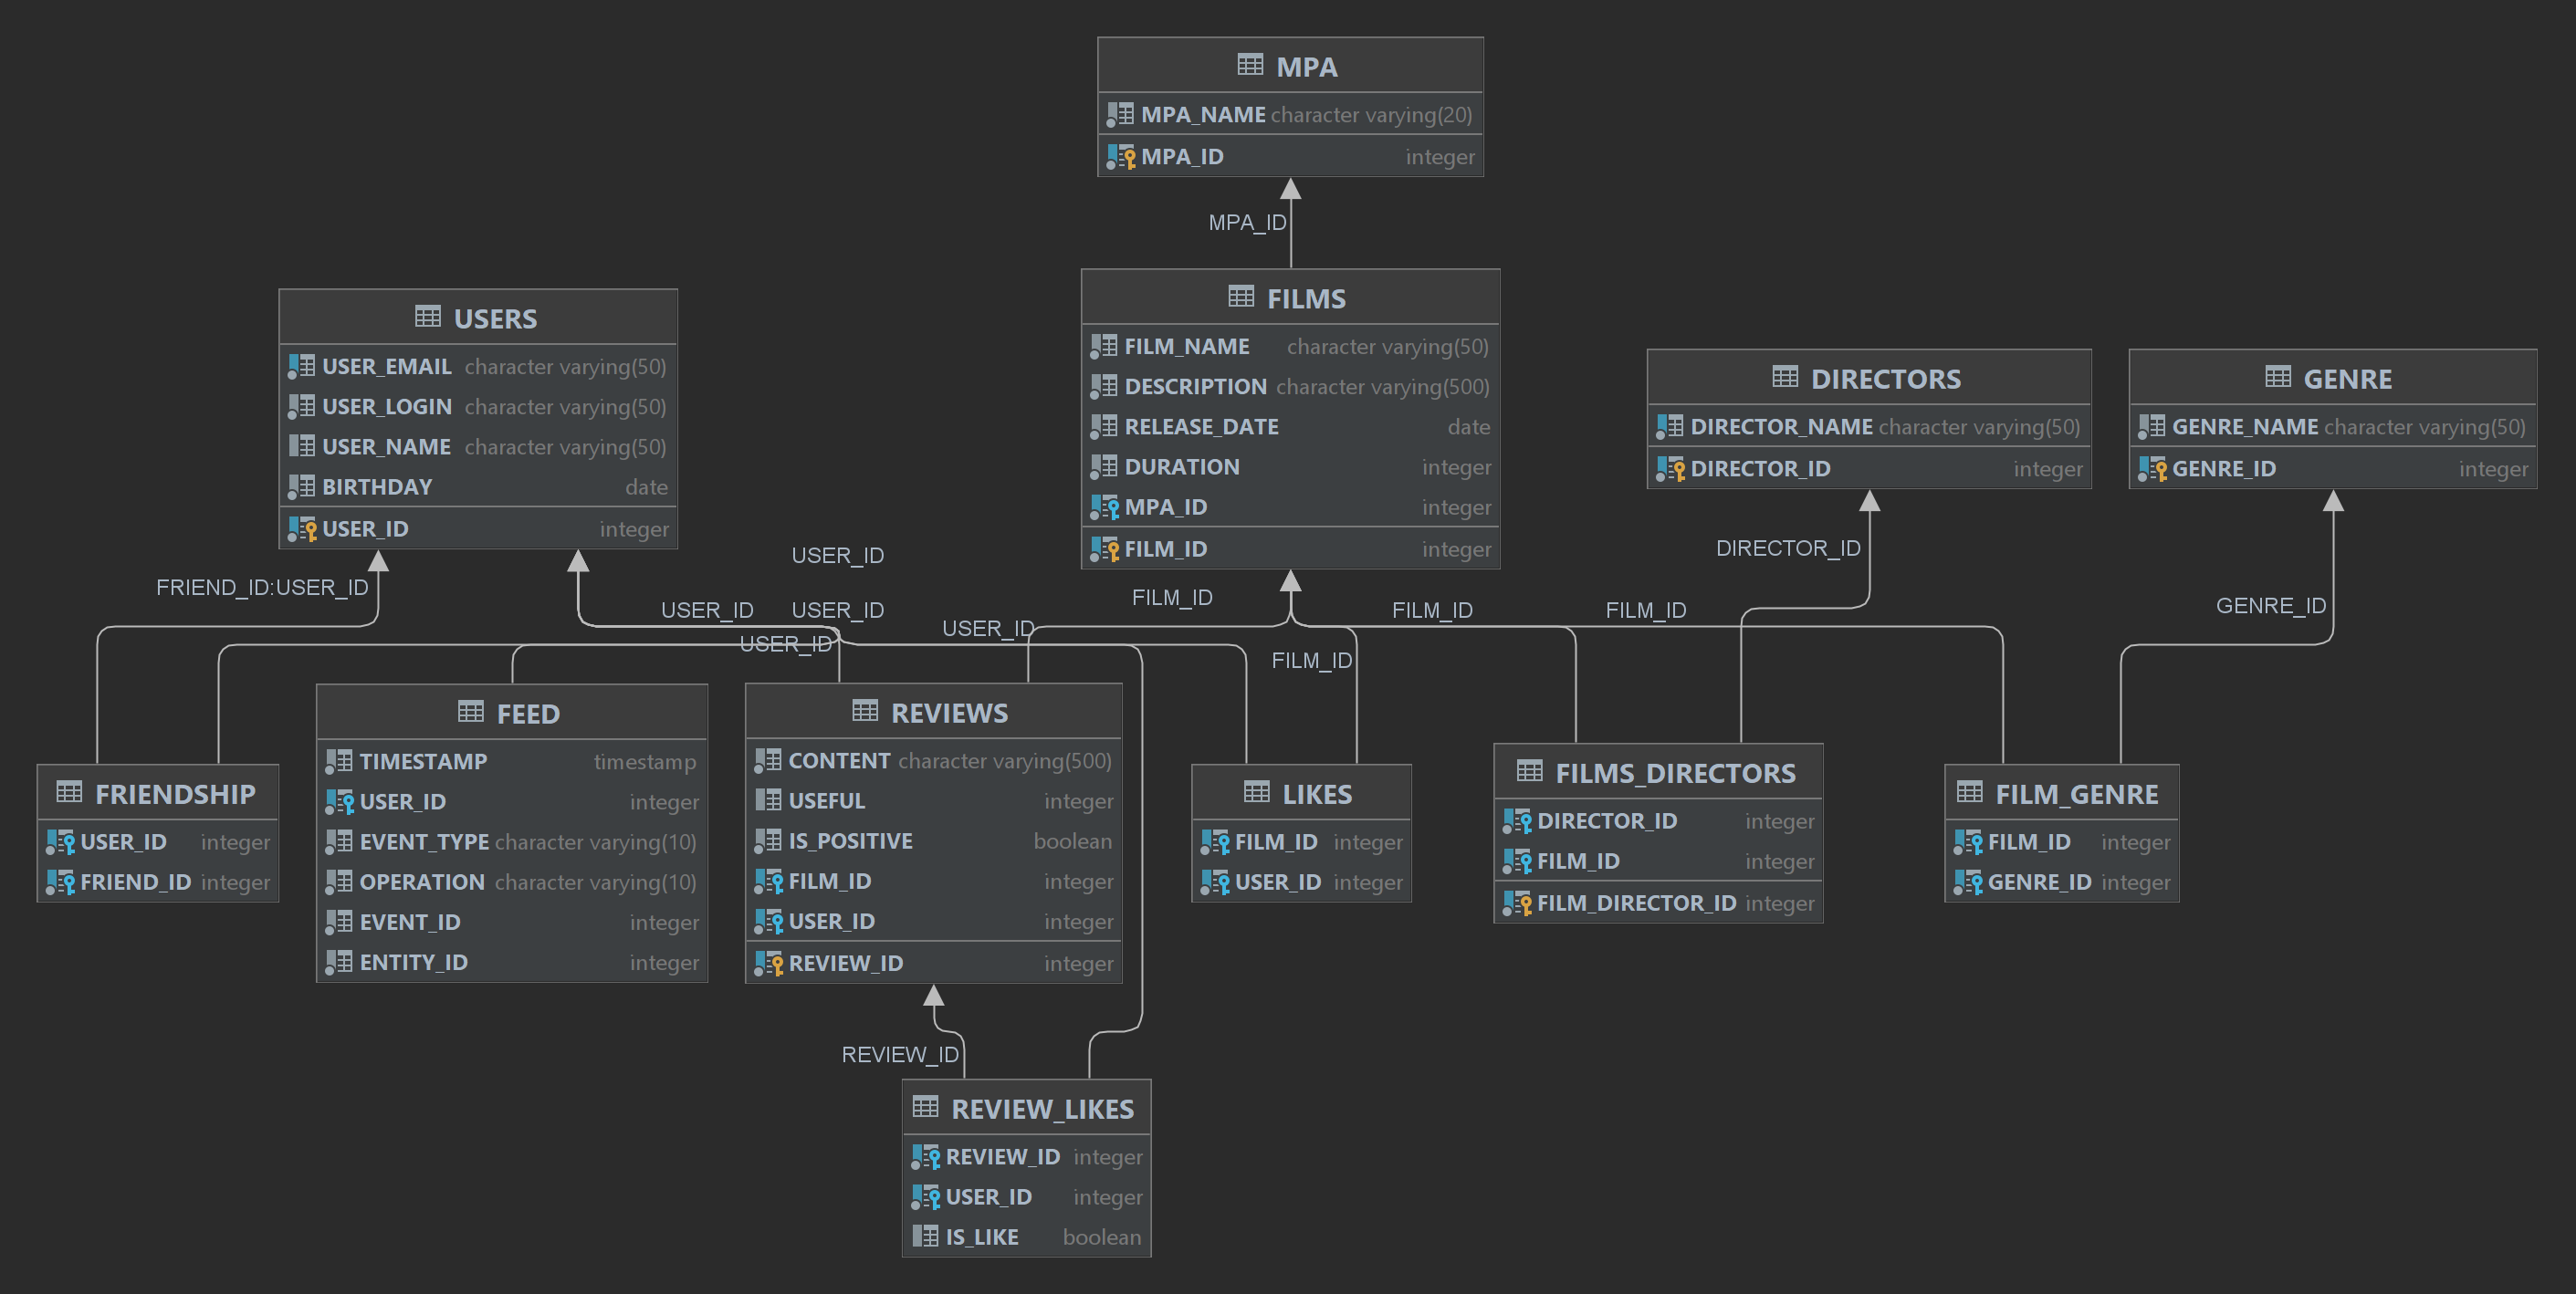 MPA
MPA_NAME character varying(20)
MPA_ID integer
MPA_ID
USERS
USER_EMAIL character varying(50)
USER_LOGIN character varying(50)
USER_NAME character varying(50)
BIRTHDAY date
USER_ID integer
FILMS
FILM_NAME character varying(50)
DESCRIPTION character varying(500)
RELEASE_DATE date
DURATION integer
MPA_ID integer
FILM_ID integer
DIRECTORS
DIRECTOR_NAME character varying(50)
DIRECTOR_ID integer
GENRE
GENRE_NAME character varying(50)
GENRE_ID integer
FRIEND_ID:USER_ID
USER_ID
USER_ID
USER_ID
USER_ID
USER_ID
FILM_ID
FILM_ID
FILM_ID
FILM_ID
DIRECTOR_ID
GENRE_ID
FRIENDSHIP
USER_ID integer
FRIEND_ID integer
FEED
TIMESTAMP timestamp
USER_ID integer
EVENT_TYPE character varying(10)
OPERATION character varying(10)
EVENT_ID integer
ENTITY_ID integer
REVIEWS
CONTENT character varying(500)
USEFUL integer
IS_POSITIVE boolean
FILM_ID integer
USER_ID integer
REVIEW_ID integer
LIKES
FILM_ID integer
USER_ID integer
FILMS_DIRECTORS
DIRECTOR_ID integer
FILM_ID integer
FILM_DIRECTOR_ID integer
FILM_GENRE
FILM_ID integer
GENRE_ID integer
REVIEW_ID
REVIEW_LIKES
REVIEW_ID integer
USER_ID integer
IS_LIKE boolean